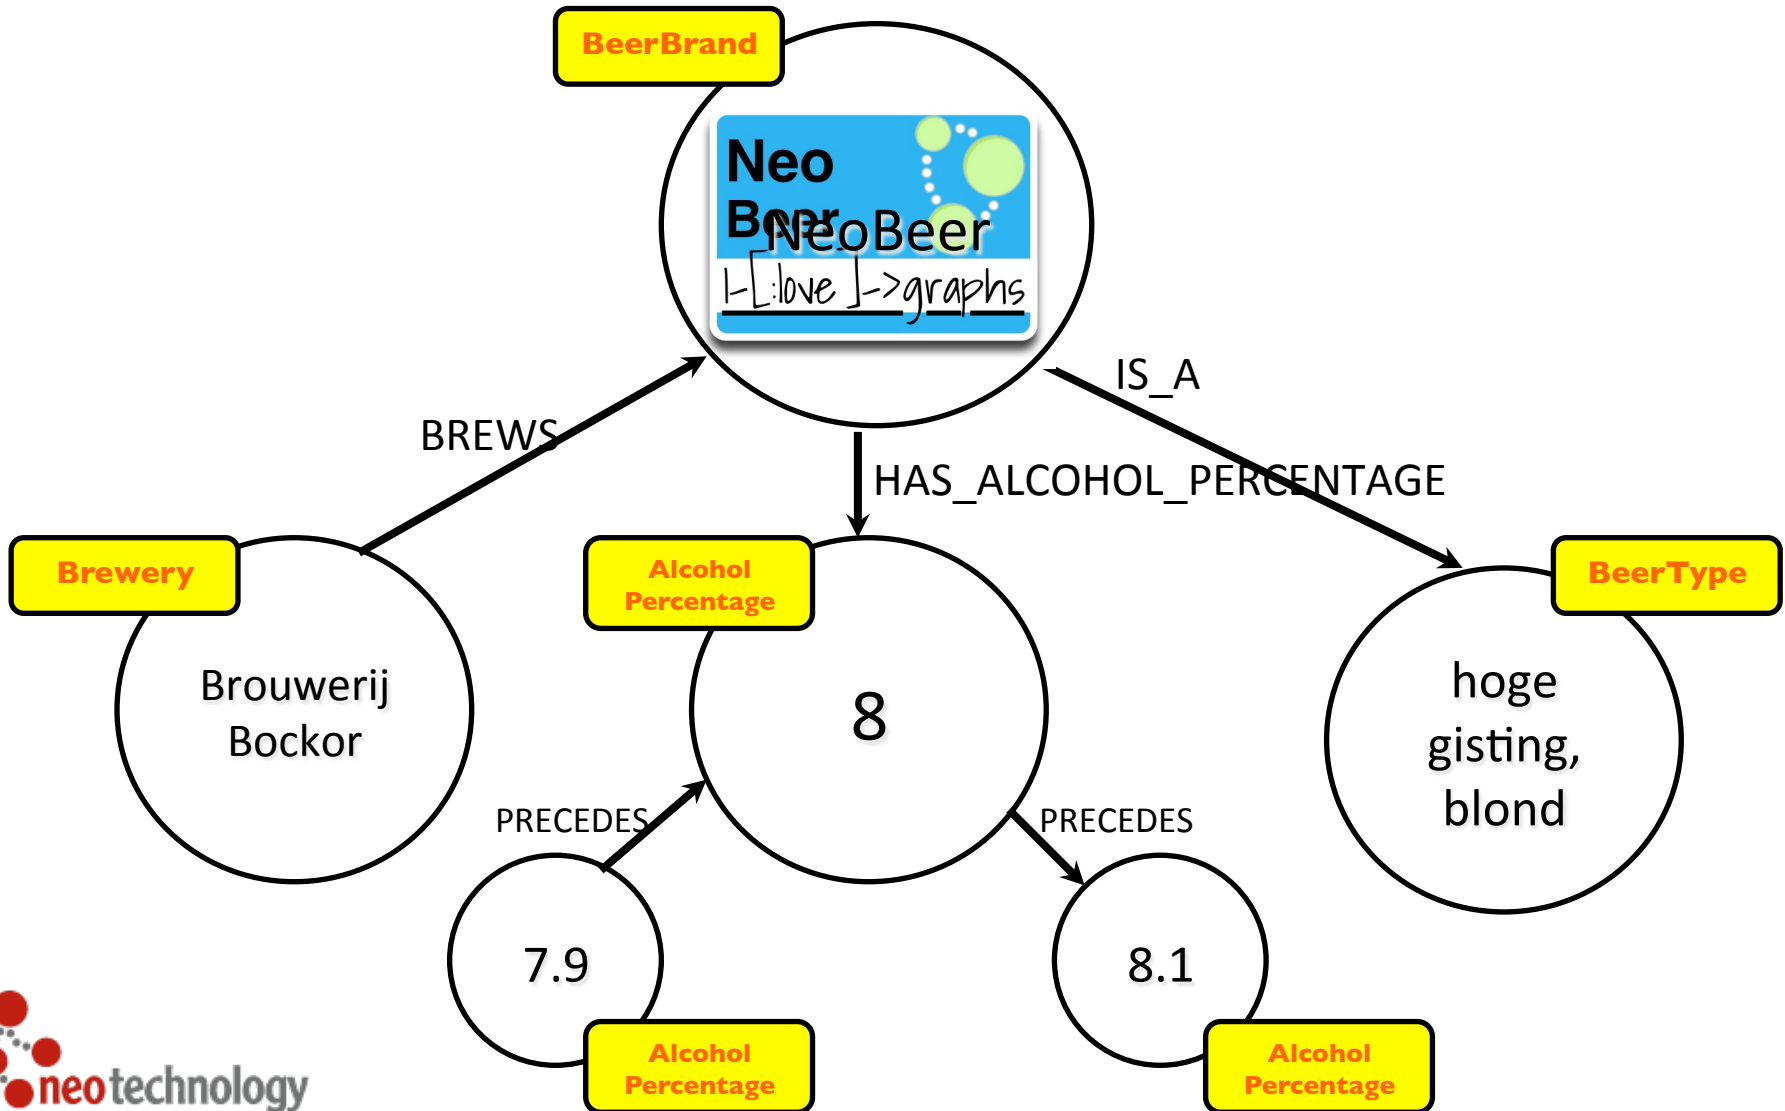 BeerBrand
Neo
Beer
NeoBeer
I-[:love ]->graphs
IS_A
BREWS
HAS_ALCOHOL_PERCENTAGE
Brewery
Alcohol
Percentage
BeerType
Brouwerij
Bockor
8
hoge
gisting,
blond
PRECEDES
PRECEDES
7.9
8.1
Alcohol
Percentage
Alcohol
Percentage
neotechnology